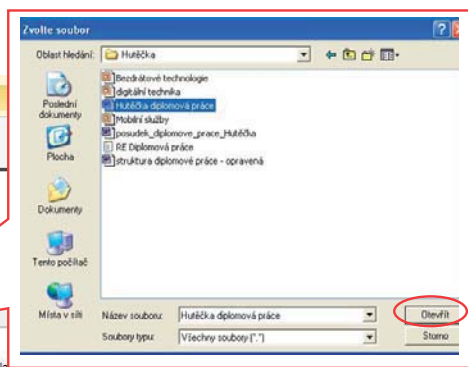 Zvolte soubor
Oblast hledání: Hutěčka
Poslední dokumenty
Plocha
Dokumenty
Tento počítač
Místa v síti
Bezdrátové technologie
digitální technika
Hutěčka diplomová práce
Mobilní služby
posudek_diplomove_prace_Hutěčka
RE Diplomová práce
struktura diplomové práce - opravená
Název souboru: Hutěčka diplomová práce Otevřít
Soubory typu: Všechny soubory (*.*) Storno